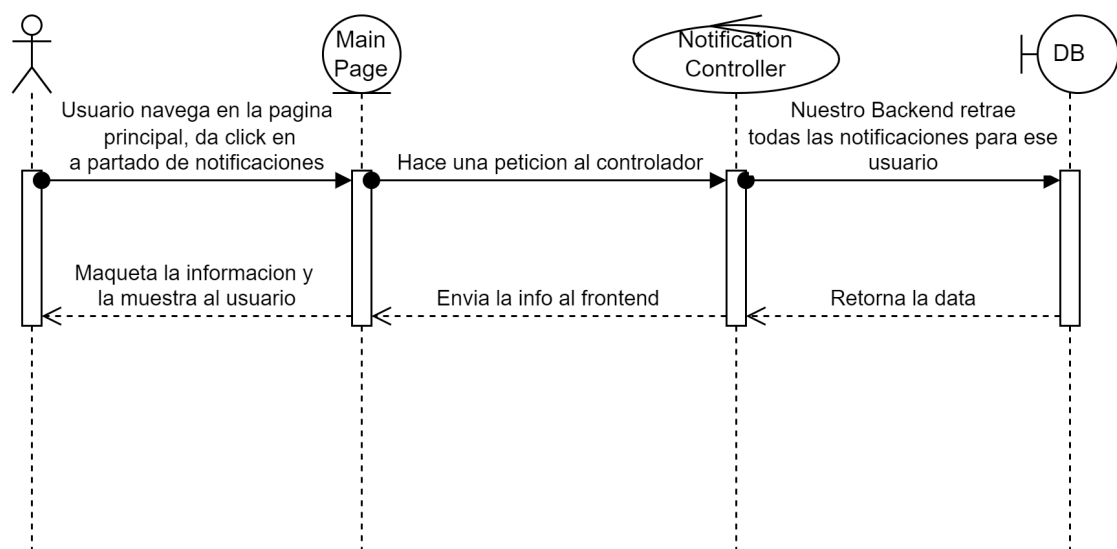 Main
Page
Notification
Controller
DB
Usuario navega en la pagina
principal, da click en
a partado de notificaciones
Hace una peticion al controlador
Nuestro Backend retrae
todas las notificaciones para ese
usuario
Maqueta la informacion y
la muestra al usuario
Envia la info al frontend
Retorna la data